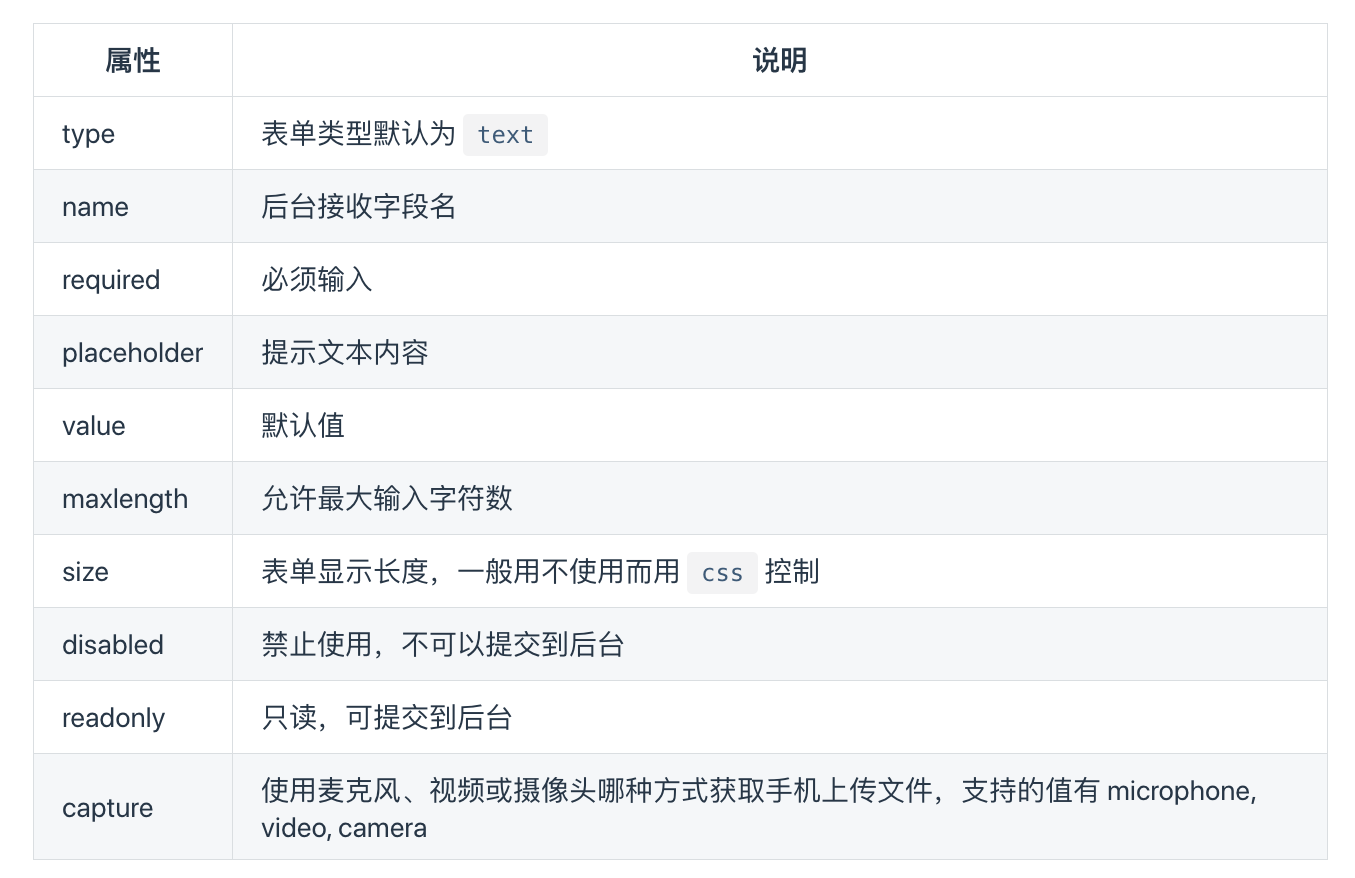 属性 说明
type 表单类型默认为 text
name 后台接收字段名
required 必须输入
placeholder 提示文本内容
value 默认值
maxlength 允许最大输入字符数
size 表单显示长度，一般用不使用而用 css 控制
disabled 禁止使用，不可以提交到后台
readonly 只读，可提交到后台
capture 使用麦克风、视频或摄像头哪种方式获取手机上传文件，支持的值有 microphone,
video, camera